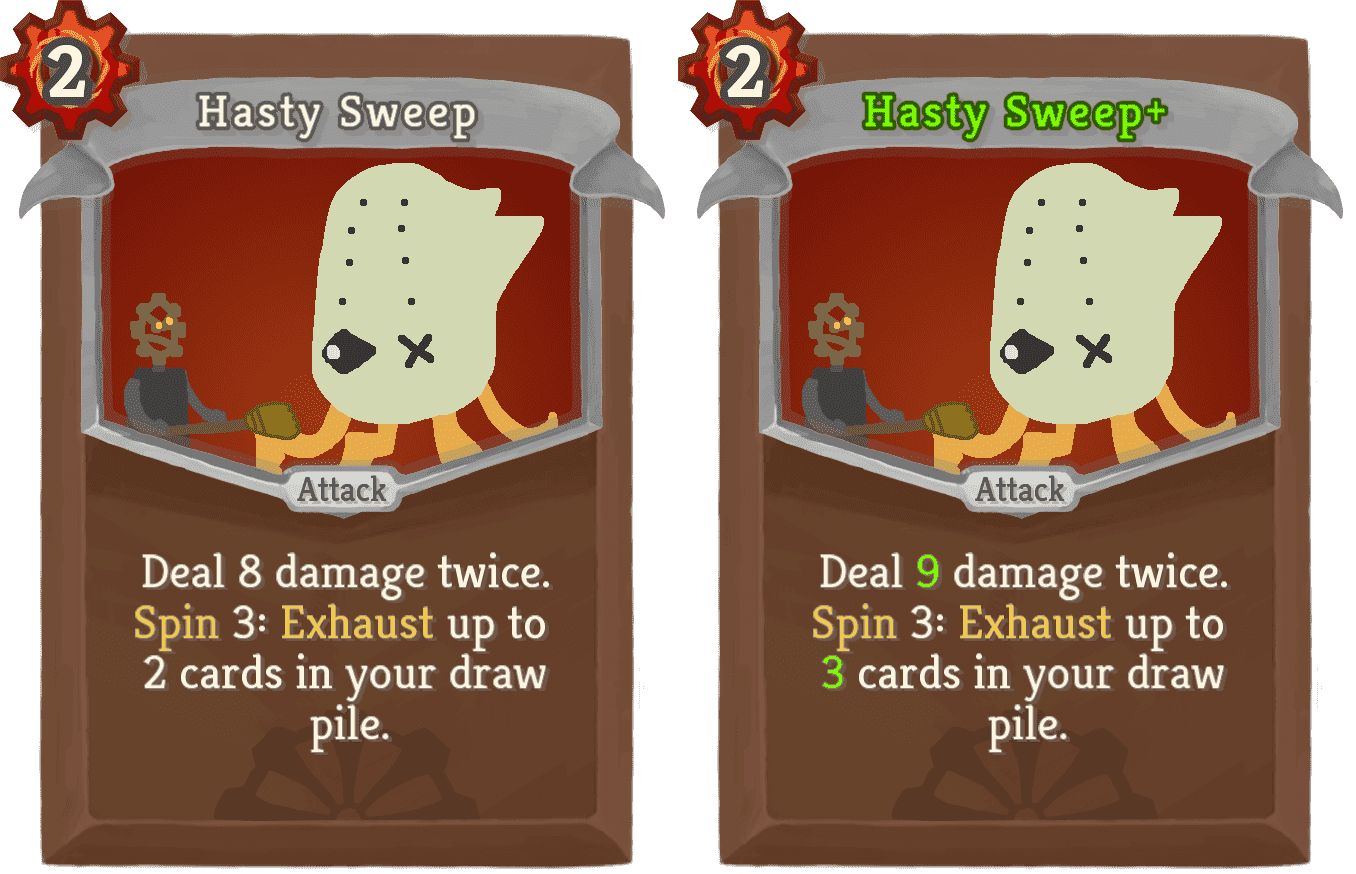 2
Hasty Sweep
Attack
Deal 8 damage twice.
Spin 3: Exhaust up to
2 cards in your draw
pile.
2
Hasty Sweep+
Attack
Deal 9 damage twice.
Spin 3: Exhaust up to
3 cards in your draw
pile.